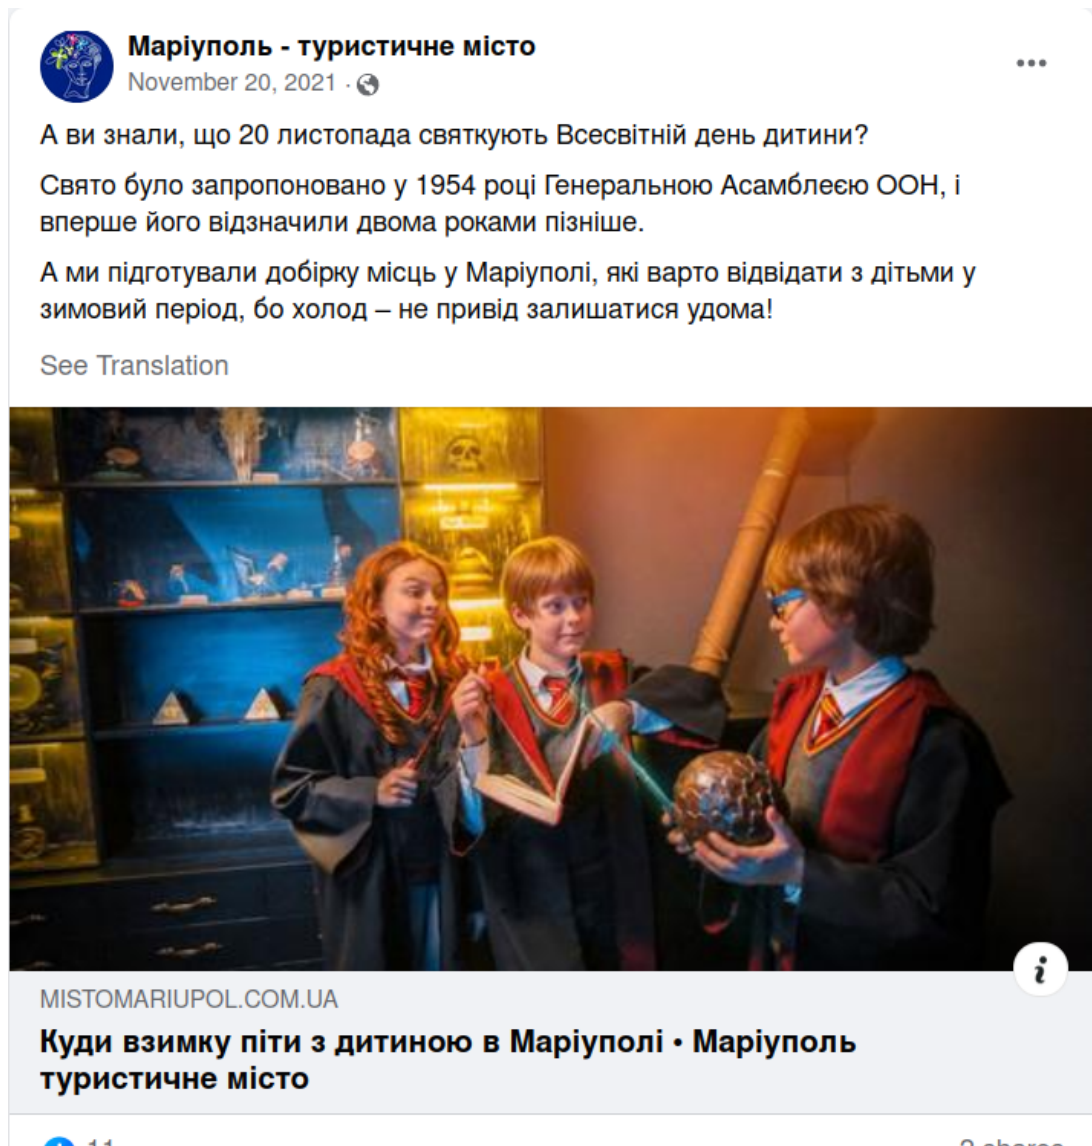 Маріуполь - туристичне місто
November 20, 2021 ·
А ви знали, що 20 листопада святкують Всесвітній день дитини?
Свято було запропоновано у 1954 році Генеральною Асамблеєю ООН, і
вперше його відзначили двома роками пізніше.
А ми підготували добірку місць у Маріуполі, які варто відвідати з дітьми у
зимовий період, бо холод – не привід залишатися удома!
See Translation
MISTOMARIUPOL.COM.UA
Куди взимку піти з дитиною в Маріуполі • Маріуполь
туристичне місто